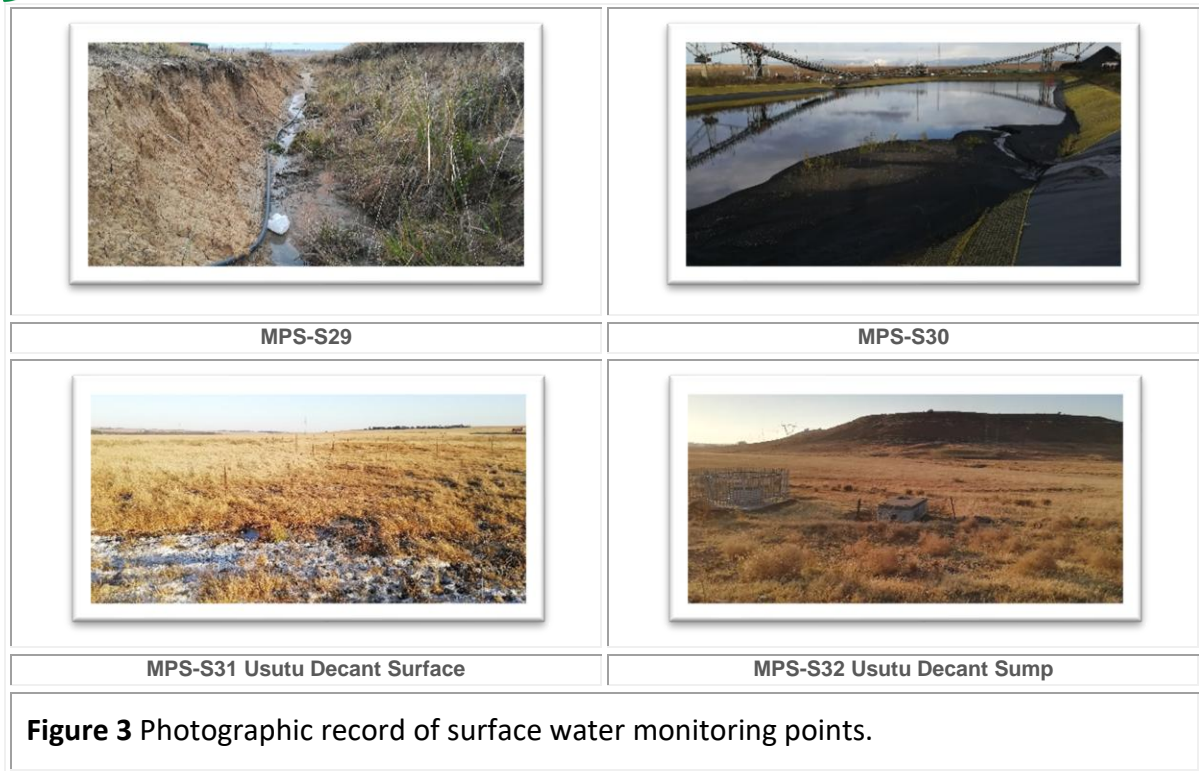 MPS-S29
MPS-S30
MPS-S31 Usutu Decant Surface
MPS-S32 Usutu Decant Sump
Figure 3 Photographic record of surface water monitoring points.